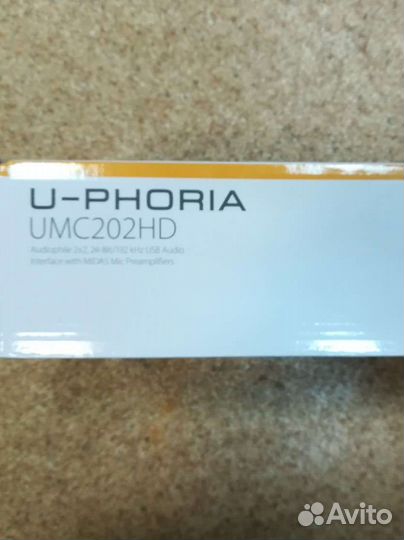 U-PHORIA
UMC202HD
Audiophile 2x2, 24-Bit/192 kHz USB Audio
Interface with MIDAS Mic Preamplifiers
Avito